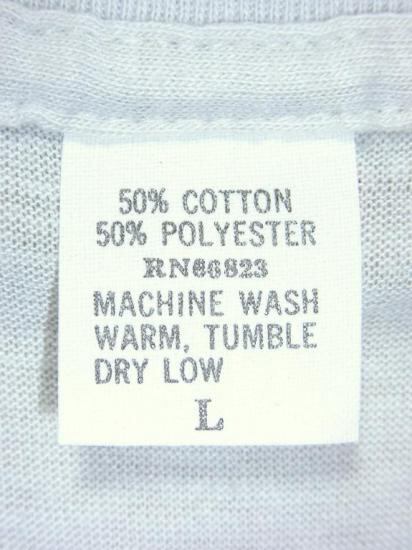 50% COTTON
50% POLYESTER
RN66823
MACHINE WASH
WARM, TUMBLE
DRY LOW
L